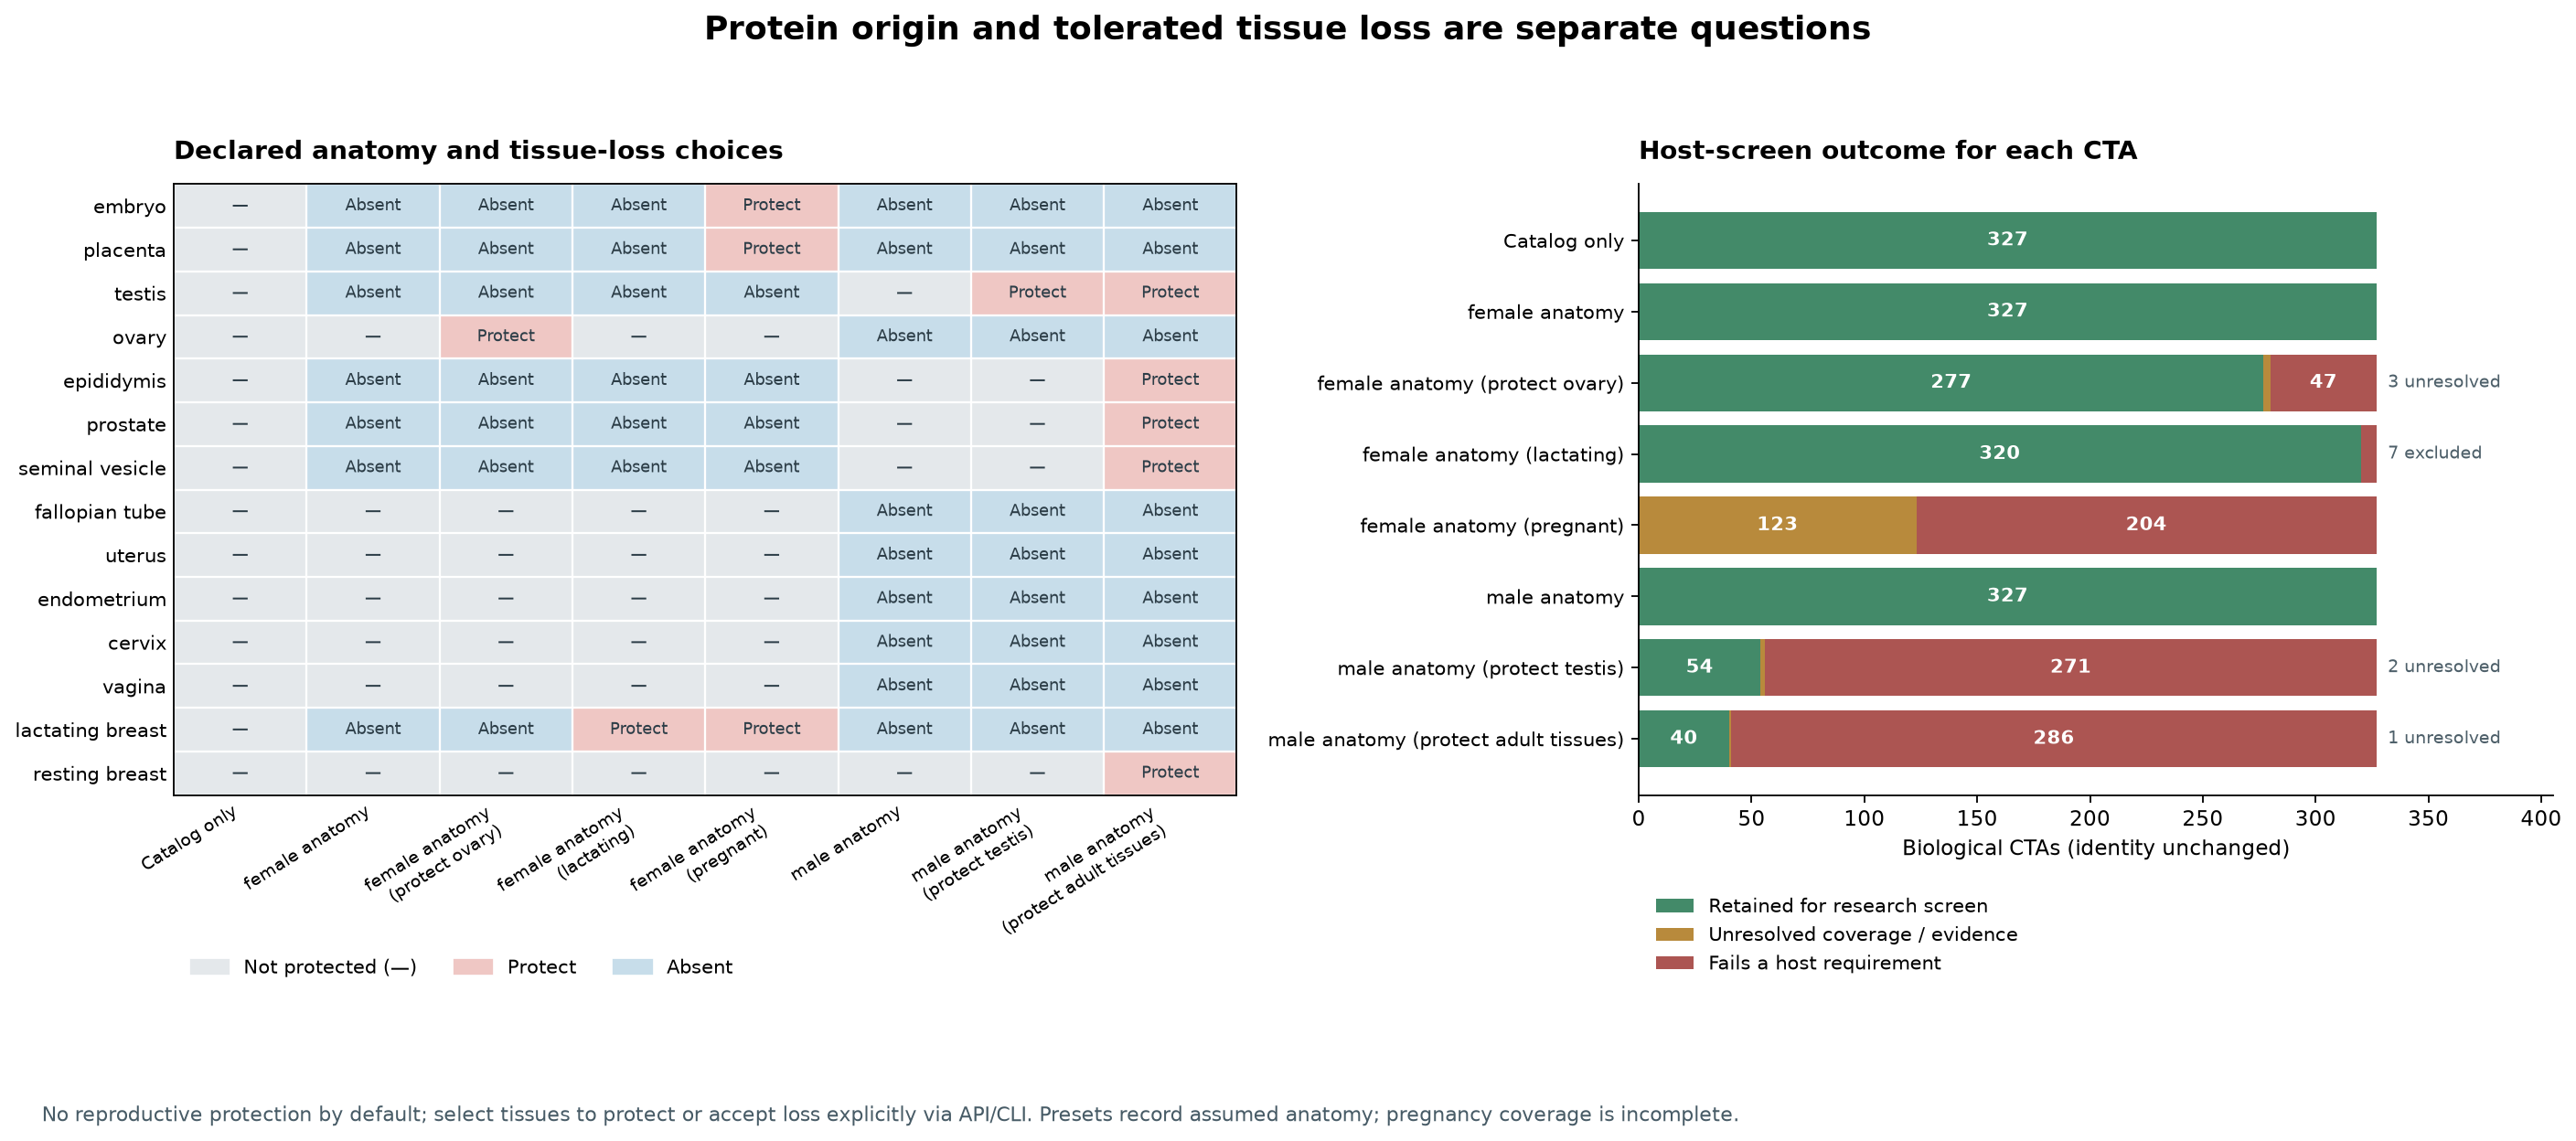 Protein origin and tolerated tissue loss are separate questions
Declared anatomy and tissue-loss choices
embryo — Absent Absent Absent Protect Absent Absent Absent
placenta — Absent Absent Absent Protect Absent Absent Absent
testis — Absent Absent Absent Absent — Protect Protect
ovary — — Protect — — Absent Absent Absent
epididymis — Absent Absent Absent Absent — — Protect
prostate — Absent Absent Absent Absent — — Protect
seminal vesicle — Absent Absent Absent Absent — — Protect
fallopian tube — — — — — Absent Absent Absent
uterus — — — — — Absent Absent Absent
endometrium — — — — — Absent Absent Absent
cervix — — — — — Absent Absent Absent
vagina — — — — — Absent Absent Absent
lactating breast — Absent Absent Protect Protect Absent Absent Absent
resting breast — — — — — — — Protect
Catalog only
female anatomy
female anatomy
(protect ovary)
female anatomy
(lactating)
female anatomy
(pregnant)
male anatomy
male anatomy
(protect testis)
male anatomy
(protect adult tissues)
Not protected (—) Protect Absent
Host-screen outcome for each CTA
Catalog only 327
female anatomy 327
female anatomy (protect ovary) 277 47 3 unresolved
female anatomy (lactating) 320 7 excluded
female anatomy (pregnant) 123 204
male anatomy 327
male anatomy (protect testis) 54 271 2 unresolved
male anatomy (protect adult tissues) 40 286 1 unresolved
0 50 100 150 200 250 300 350 400
Biological CTAs (identity unchanged)
Retained for research screen
Unresolved coverage / evidence
Fails a host requirement
No reproductive protection by default; select tissues to protect or accept loss explicitly via API/CLI. Presets record assumed anatomy; pregnancy coverage is incomplete.